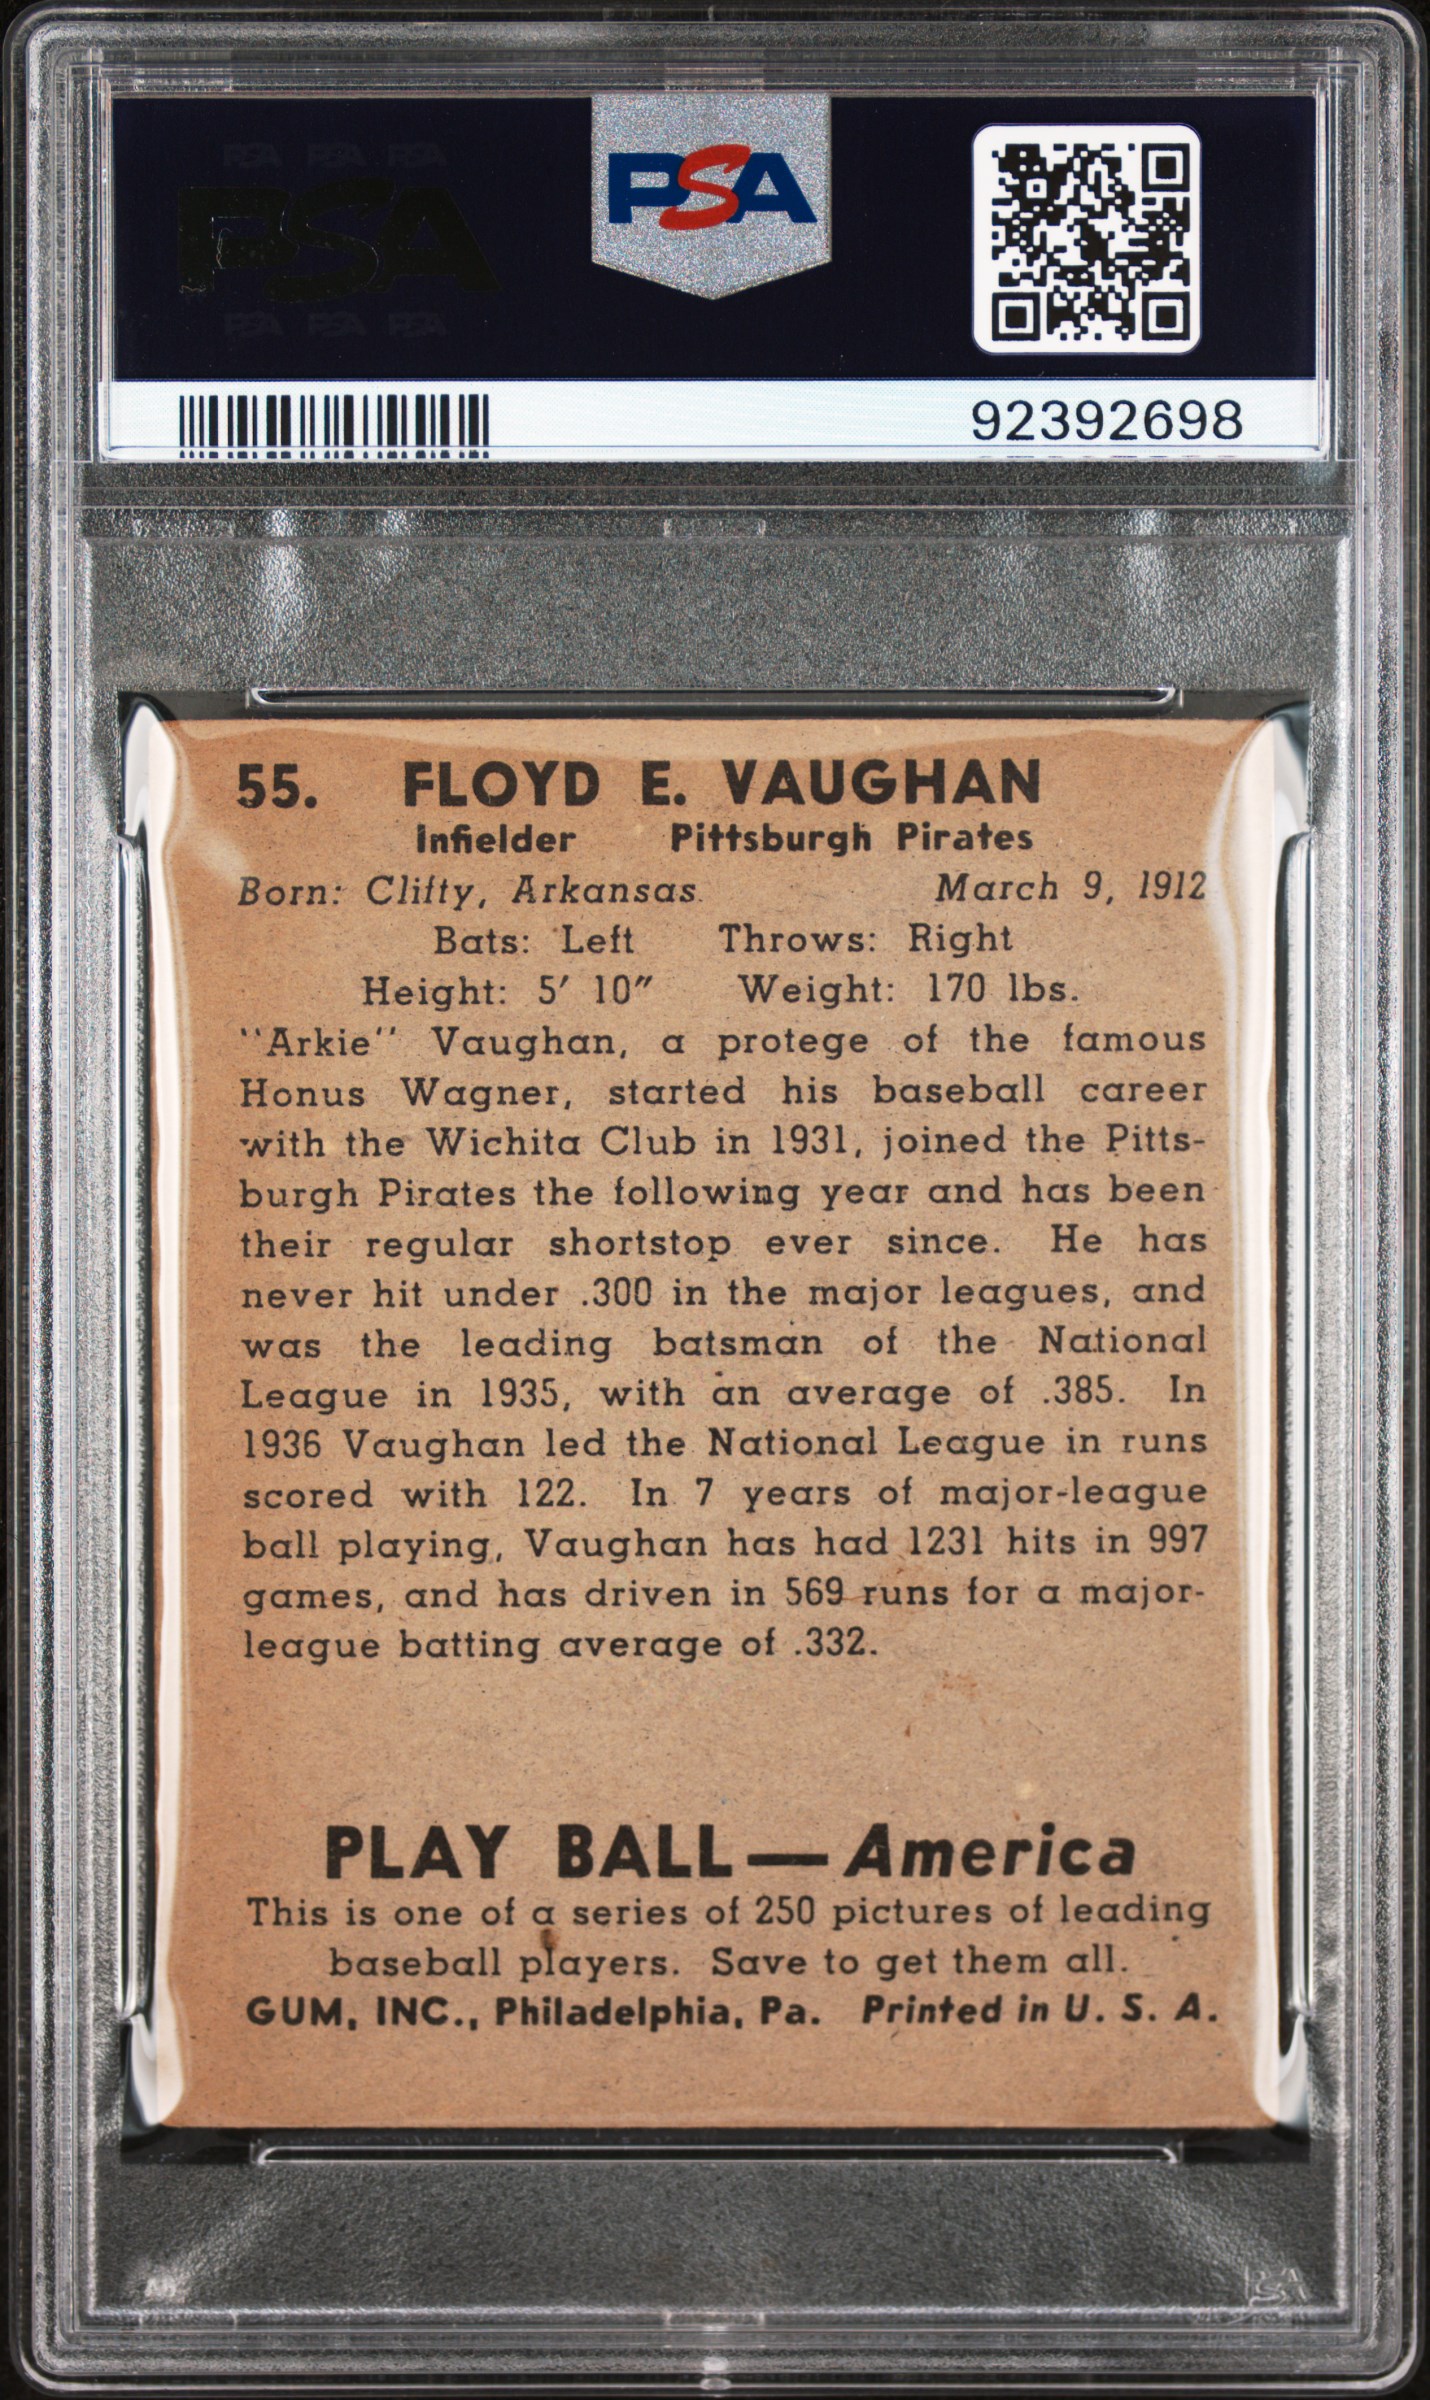 PSA PSA PSA
PSA
PSA PSA PSA
PSA
92392698
55. FLOYD E. VAUGHAN
Infielder Pittsburgh Pirates
Born: Clifty, Arkansas. March 9, 1912
Bats: Left Throws: Right
Height: 5′ 10″ Weight: 170 lbs.
"Arkie" Vaughan, a protege of the famous
Honus Wagner, started his baseball career
with the Wichita Club in 1931, joined the Pitts-
burgh Pirates the following year and has been
their regular shortstop ever since. He has
never hit under .300 in the major leagues, and
was the leading batsman of the National
League in 1935, with an average of .385. In
1936 Vaughan led the National League in runs
scored with 122. In 7 years of major-league
ball playing, Vaughan has had 1231 hits in 997
games, and has driven in 569 runs for a major-
league batting average of .332.
PLAY BALL — America
This is one of a series of 250 pictures of leading
baseball players. Save to get them all.
GUM, INC., Philadelphia, Pa. Printed in U. S. A.
PSA